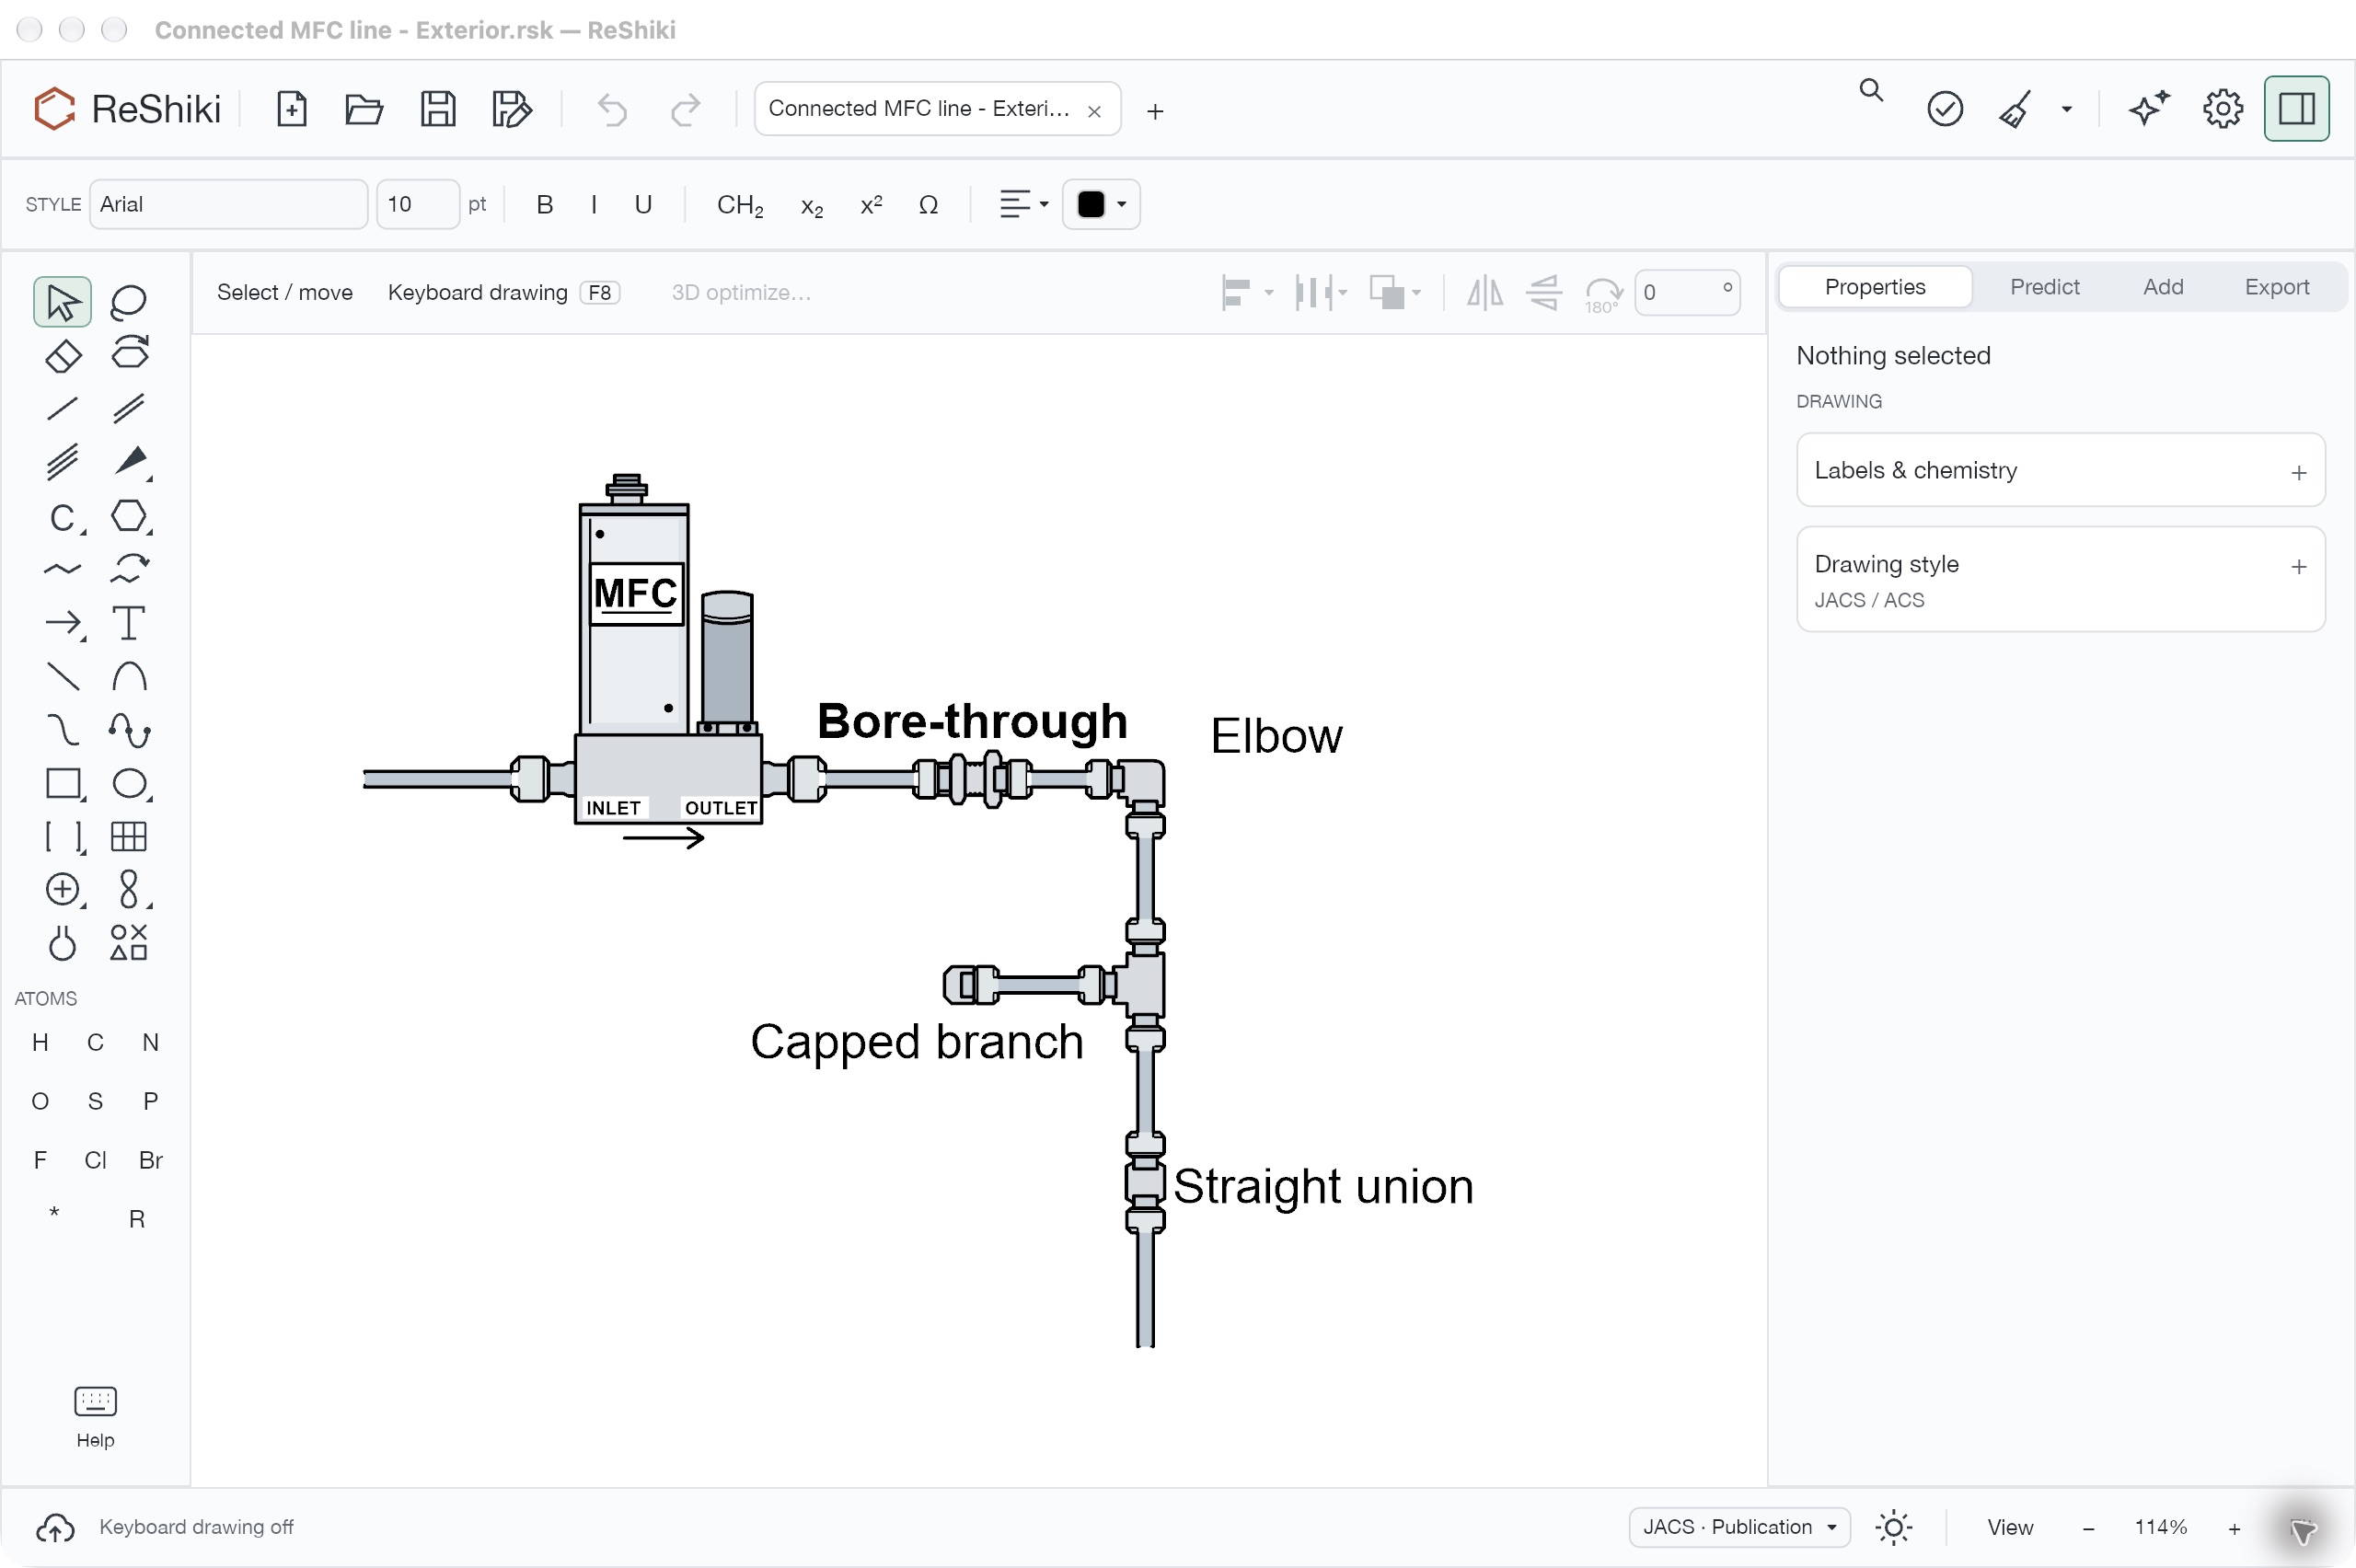 Connected MFC line - Exterior.rsk — ReShiki
ReShiki
Connected MFC line - Exteri...
STYLE Arial 10 pt B I U CH₂ x₂ x² Ω
Select / move Keyboard drawing F8 3D optimize... 180° 0 °
Properties Predict Add Export
Nothing selected
DRAWING
Labels & chemistry
Drawing style
JACS / ACS
C
T
MFC
Bore-through
Elbow
INLET OUTLET
Capped branch
Straight union
ATOMS
H C N
O S P
F Cl Br
* R
Help
Keyboard drawing off
JACS · Publication
View − 114% +